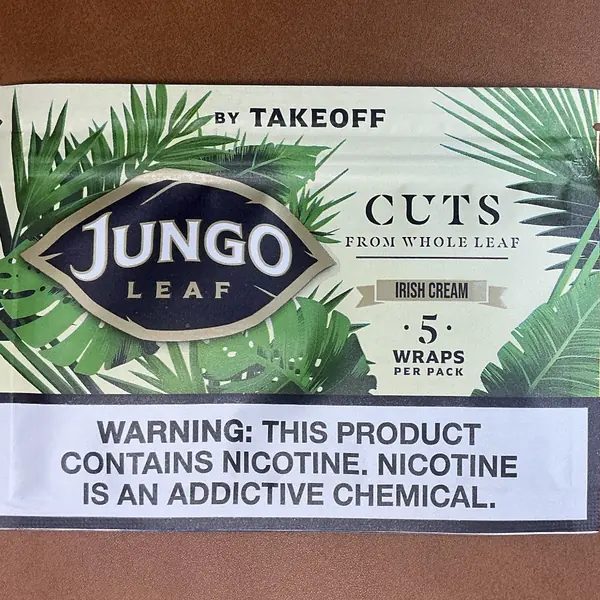 BY TAKEOFF
JUNGO
LEAF
CUTS
FROM WHOLE LEAF
IRISH CREAM
·5·
WRAPS
PER PACK
WARNING: THIS PRODUCT
CONTAINS NICOTINE. NICOTINE
IS AN ADDICTIVE CHEMICAL.